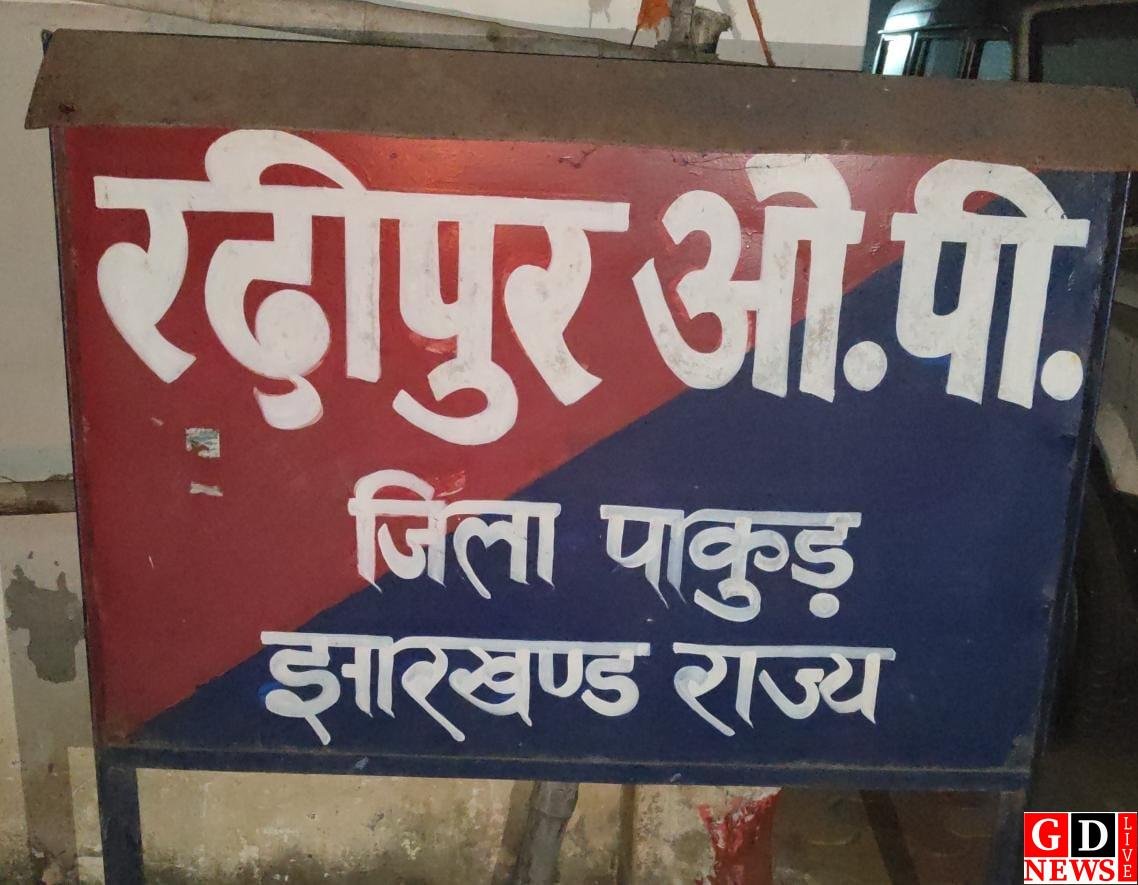 रद़ीपुर ओ.पी.
जिला पाकुड़
झारखण्ड राज्य
GD
NEWS
LIVE